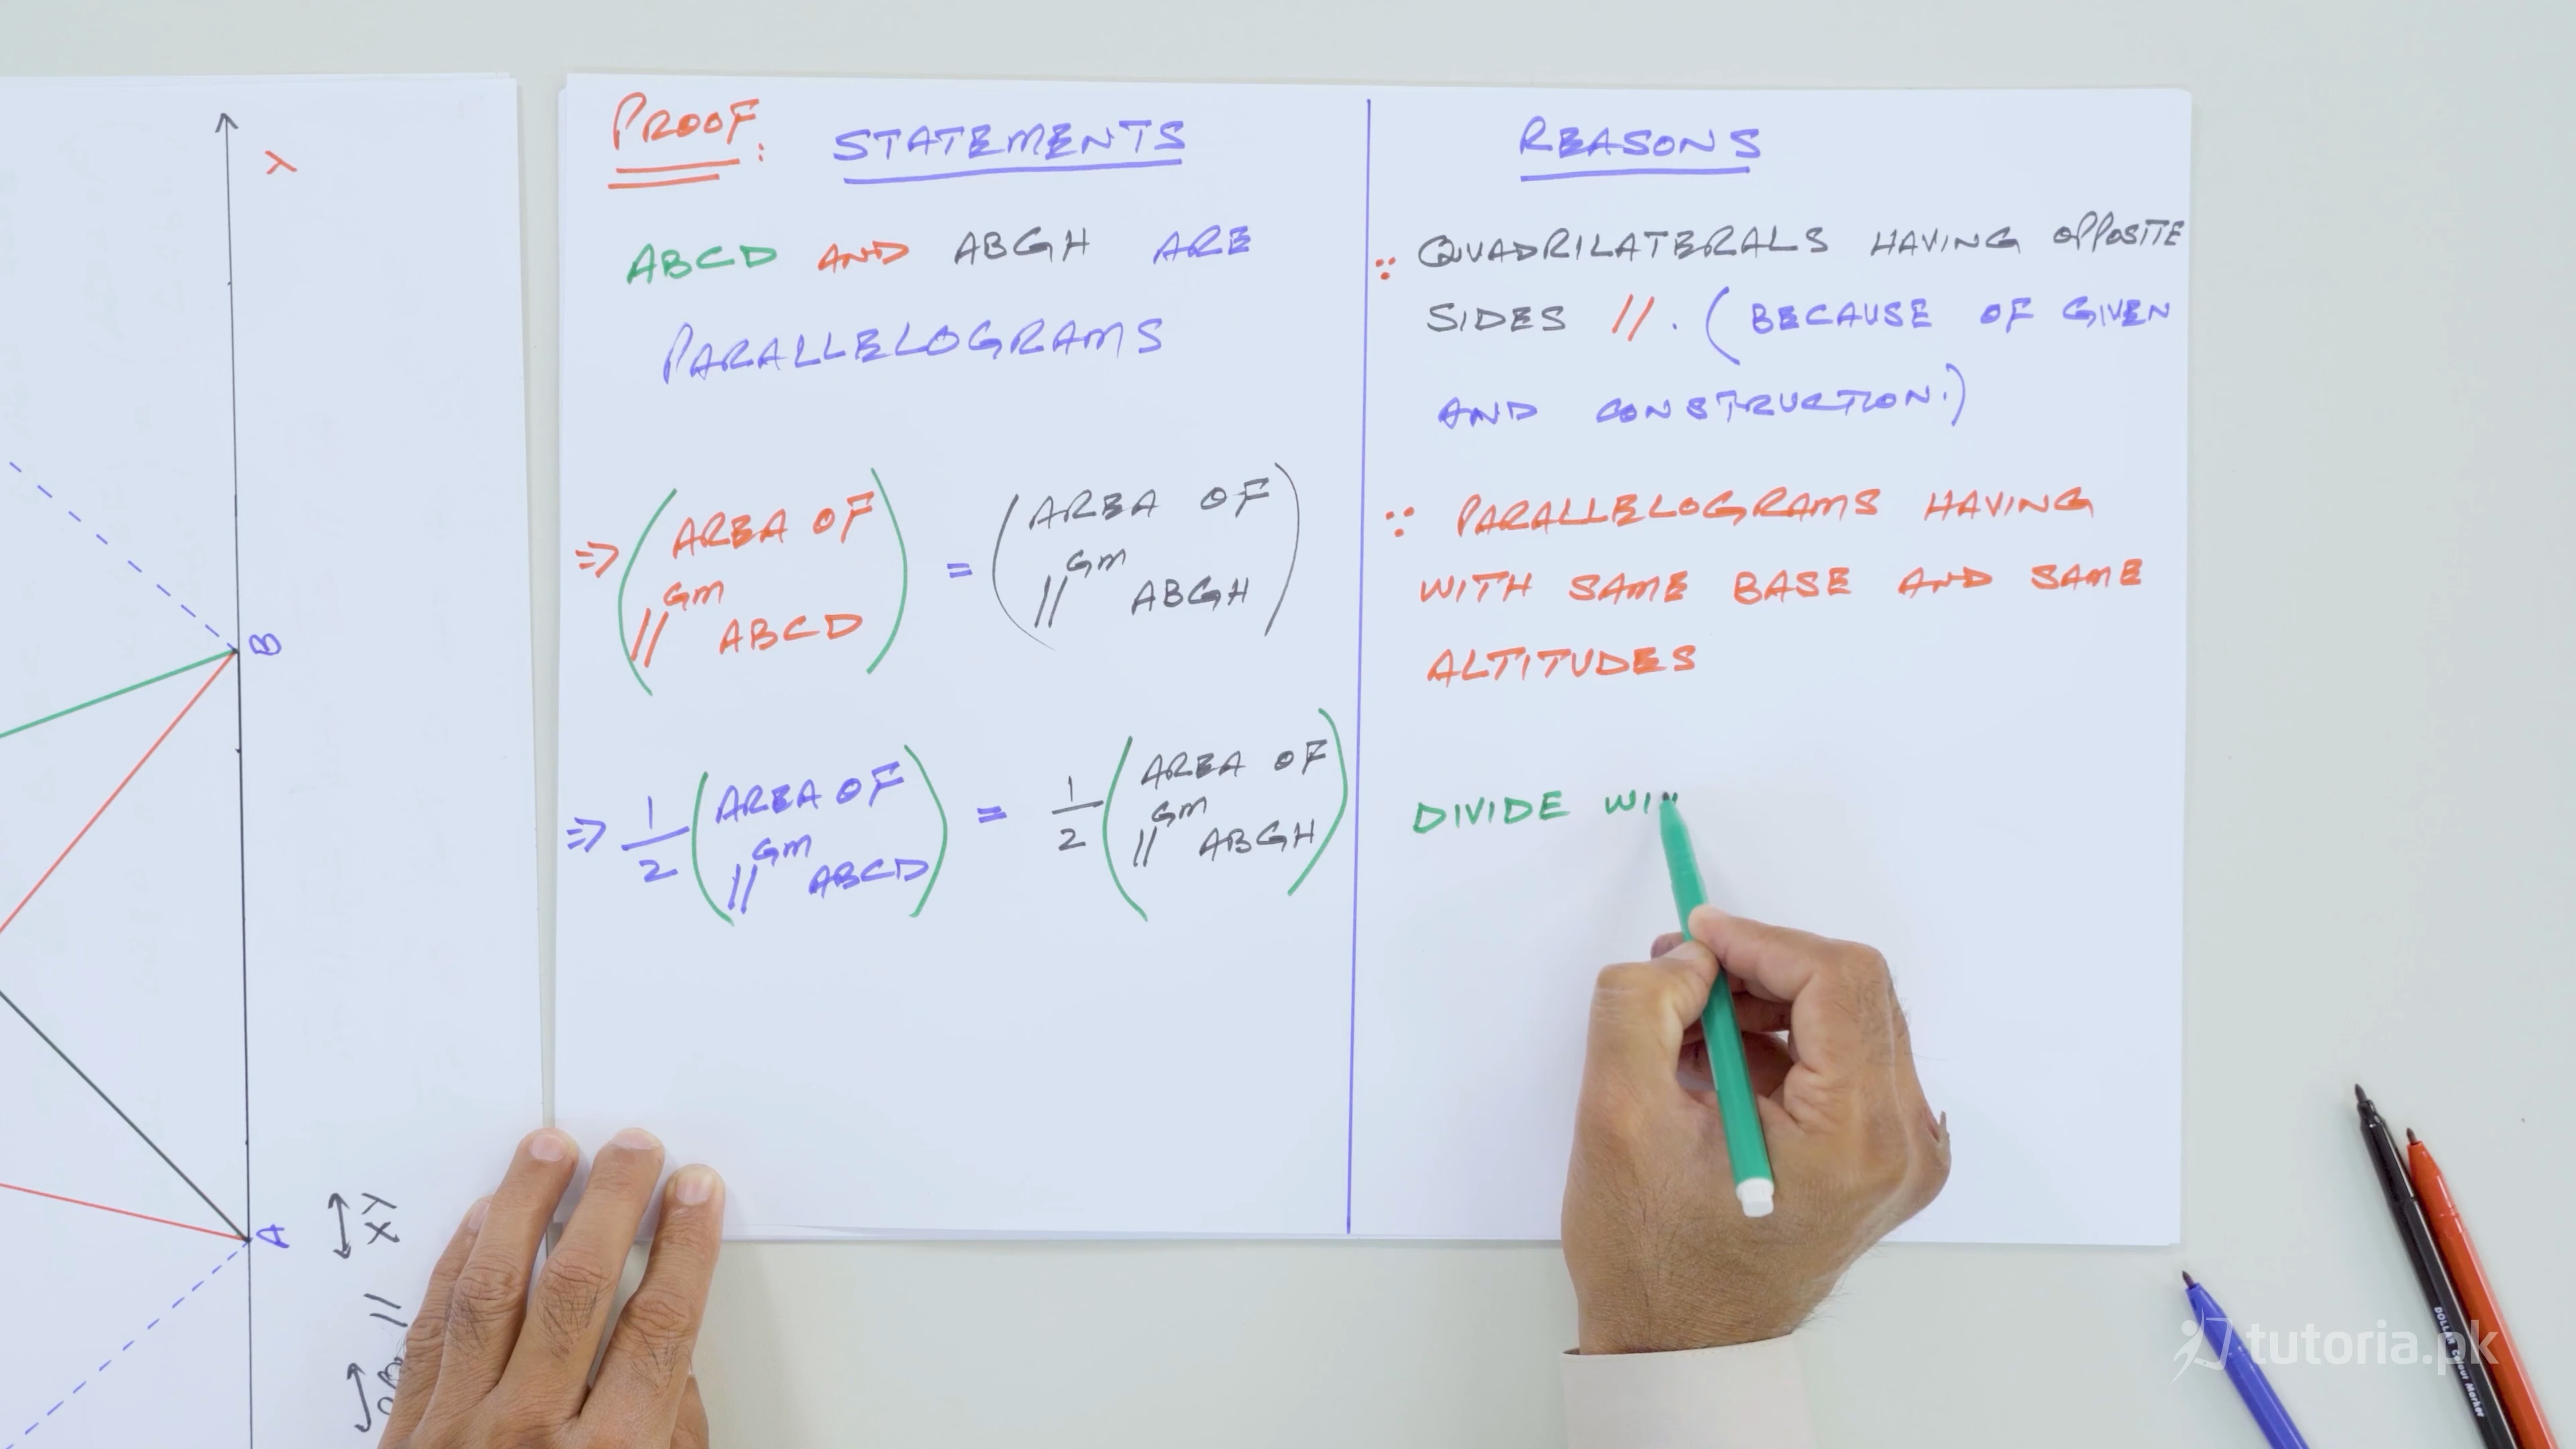 PROOF: STATEMENTS
REASONS
ABCD AND ABGH ARE
PARALLELOGRAMS
∵ QUADRILATERALS HAVING OPPOSITE
SIDES //. (BECAUSE OF GIVEN
AND CONSTRUCTION.)
⇒ (AREA OF //GM ABCD) = (AREA OF //GM ABGH)
∵ PARALLELOGRAMS HAVING
WITH SAME BASE AND SAME
ALTITUDES
⇒ 1/2 (AREA OF //GM ABCD) = 1/2 (AREA OF //GM ABGH)
DIVIDE WI
B
A
tutoria.pk
DOLLAR